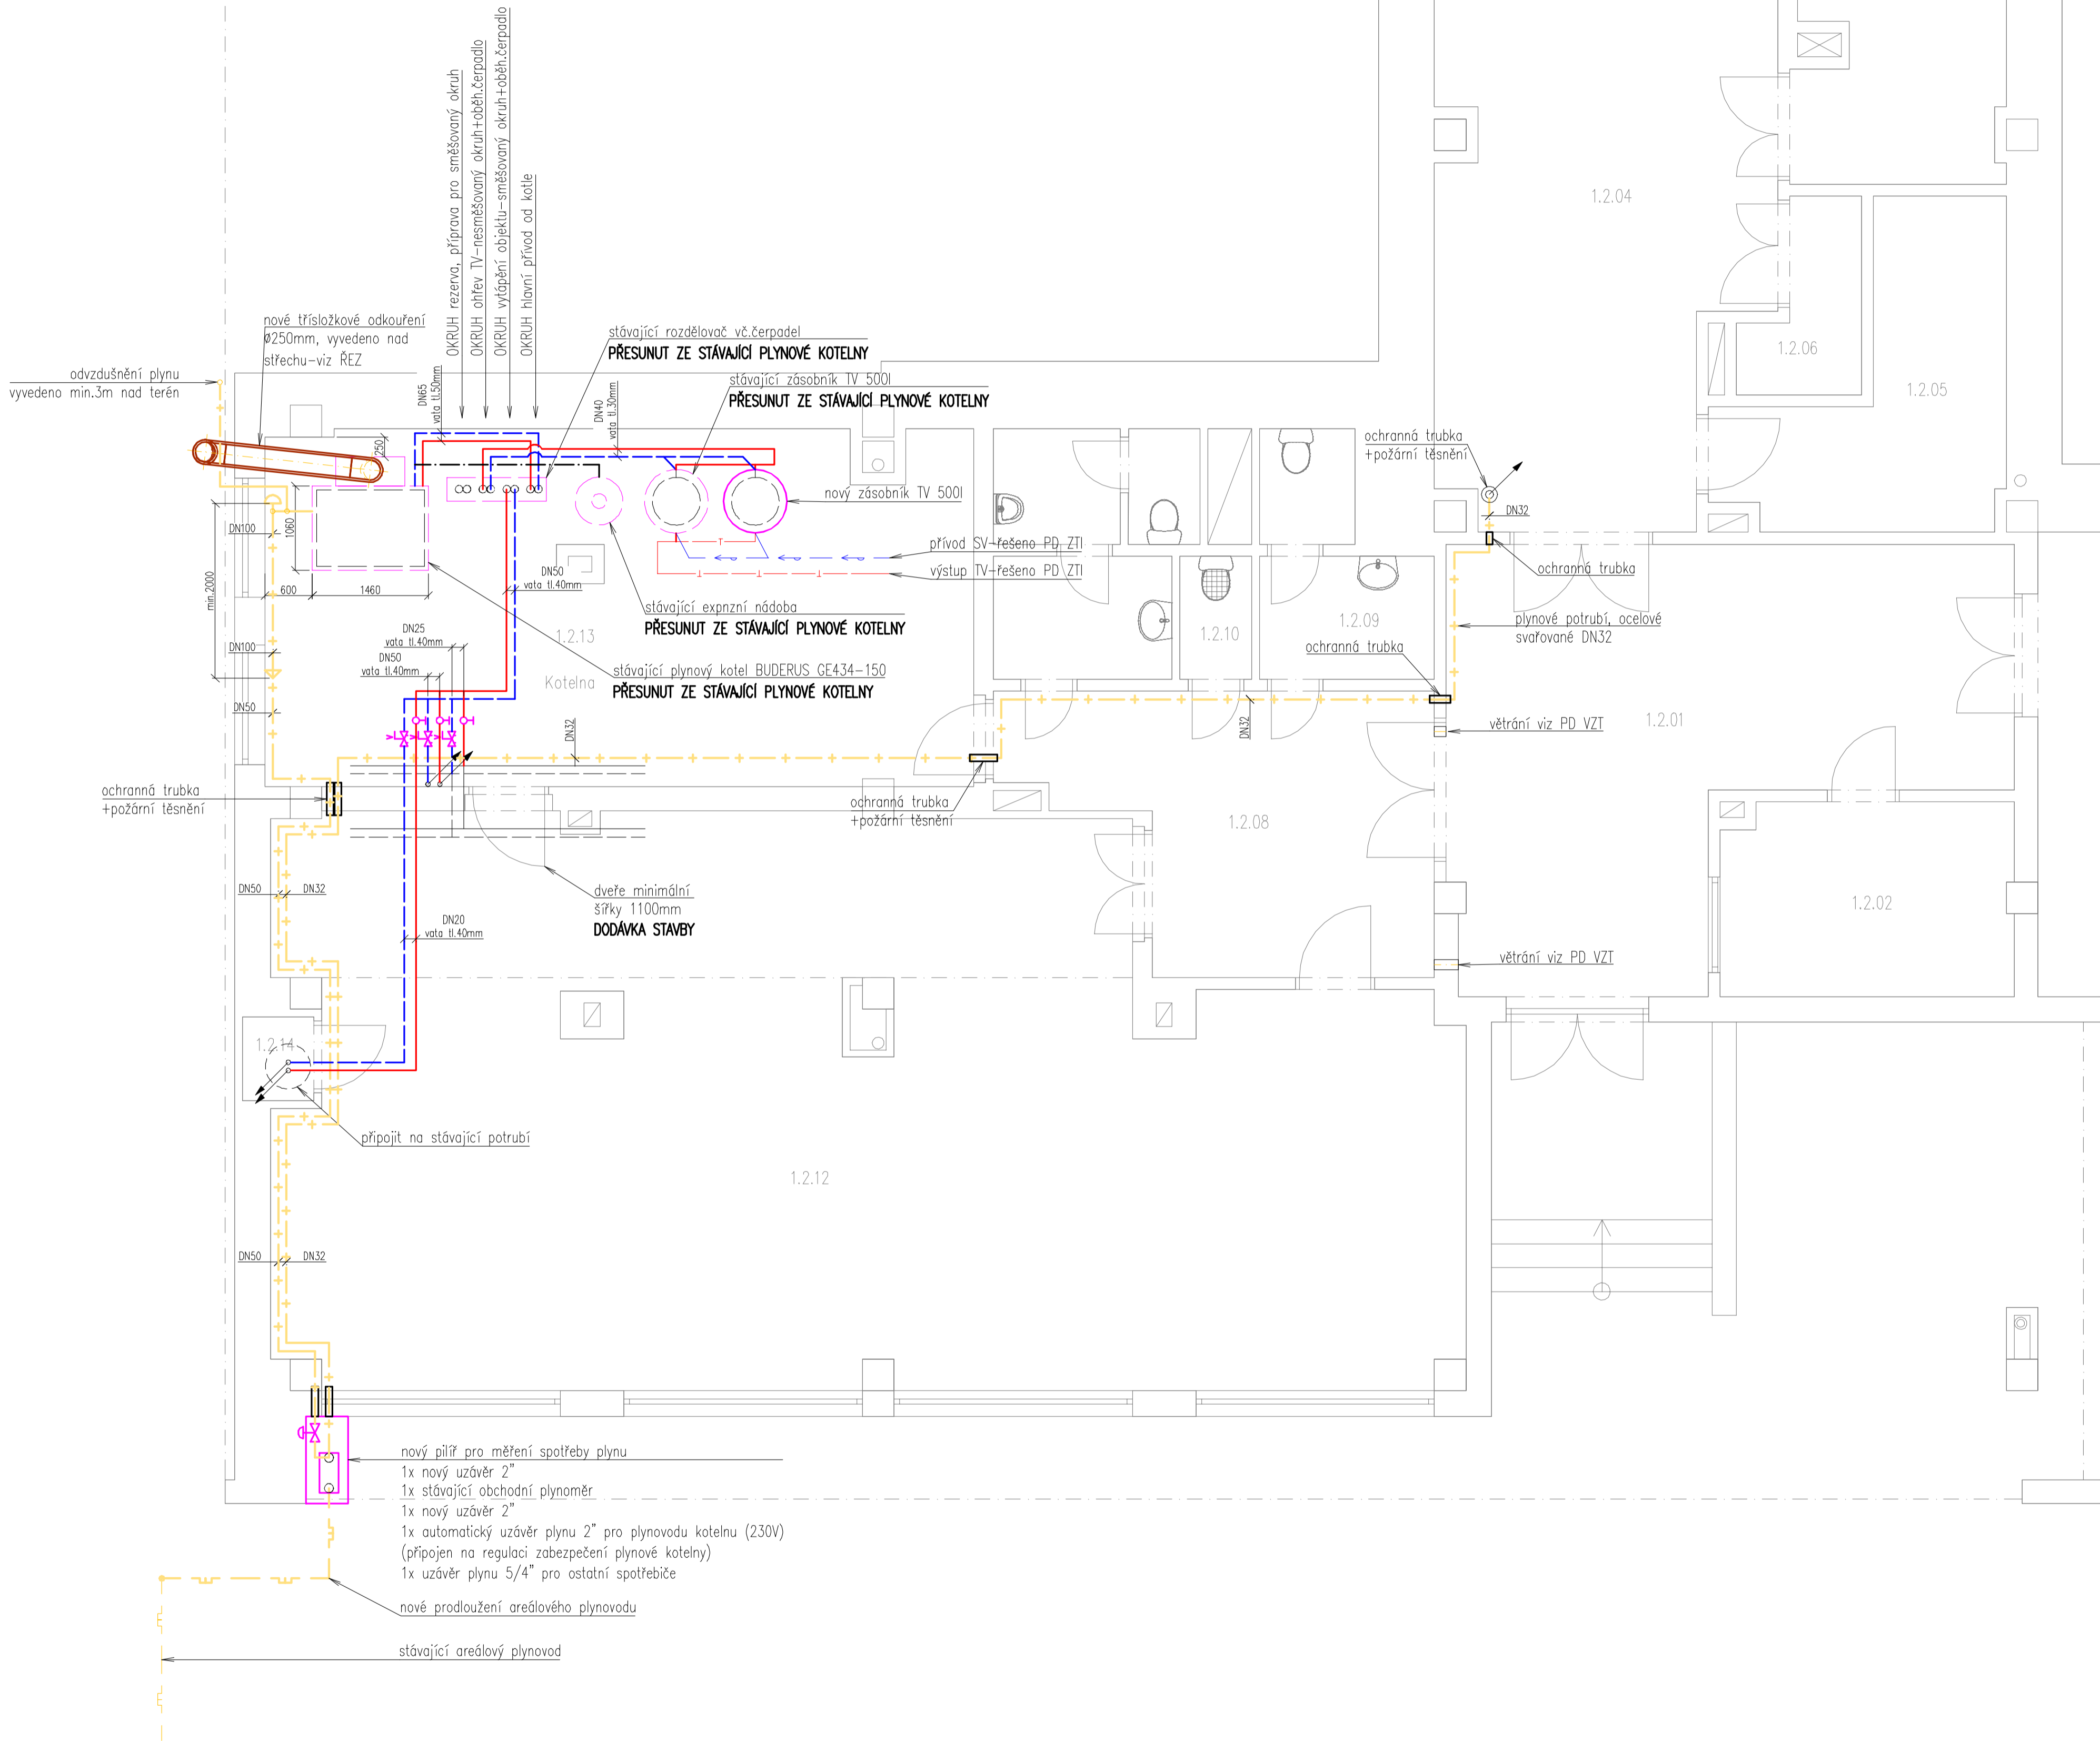 OKRUH rezerva, příprava pro směšovaný okruh
OKRUH ohřev TV-nesměšovaný okruh+oběh.čerpadlo
OKRUH vytápění objektu-směšovaný okruh+oběh.čerpadlo
OKRUH hlavní přívod od kotle
nové třísložkové odkouření
Ø250mm, vyvedeno nad
střechu-viz ŘEZ
odvzdušnění plynu
vyvedeno min.3m nad terén
stávající rozdělovač vč.čerpadel
PŘESUNUT ZE STÁVAJÍCÍ PLYNOVÉ KOTELNY
stávající zásobník TV 500l
PŘESUNUT ZE STÁVAJÍCÍ PLYNOVÉ KOTELNY
DN65
vata tl.50mm
DN40
vata tl.30mm
250
nový zásobník TV 500l
přívod SV-řešeno PD ZTI
výstup TV-řešeno PD ZTI
DN100
1060
min.2000
600
1460
DN50
vata tl.40mm
stávající expnzní nádoba
PŘESUNUT ZE STÁVAJÍCÍ PLYNOVÉ KOTELNY
1.2.13
Kotelna
DN25
vata tl.40mm
DN50
vata tl.40mm
DN100
DN50
stávající plynový kotel BUDERUS GE434-150
PŘESUNUT ZE STÁVAJÍCÍ PLYNOVÉ KOTELNY
DN32
1.2.04
1.2.06
1.2.05
ochranná trubka
+požární těsnění
DN32
ochranná trubka
plynové potrubí, ocelové
svařované DN32
1.2.10
1.2.09
ochranná trubka
DN32
1.2.01
větrání viz PD VZT
ochranná trubka
+požární těsnění
ochranná trubka
+požární těsnění
1.2.08
1.2.02
DN50
DN32
dveře minimální
šířky 1100mm
DODÁVKA STAVBY
DN20
vata tl.40mm
větrání viz PD VZT
1.2.14
připojit na stávající potrubí
1.2.12
DN50
DN32
nový pilíř pro měření spotřeby plynu
1x nový uzávěr 2"
1x stávající obchodní plynoměr
1x nový uzávěr 2"
1x automatický uzávěr plynu 2" pro plynovodu kotelnu (230V)
(připojen na regulaci zabezpečení plynové kotelny)
1x uzávěr plynu 5/4" pro ostatní spotřebiče
nové prodloužení areálového plynovodu
stávající areálový plynovod